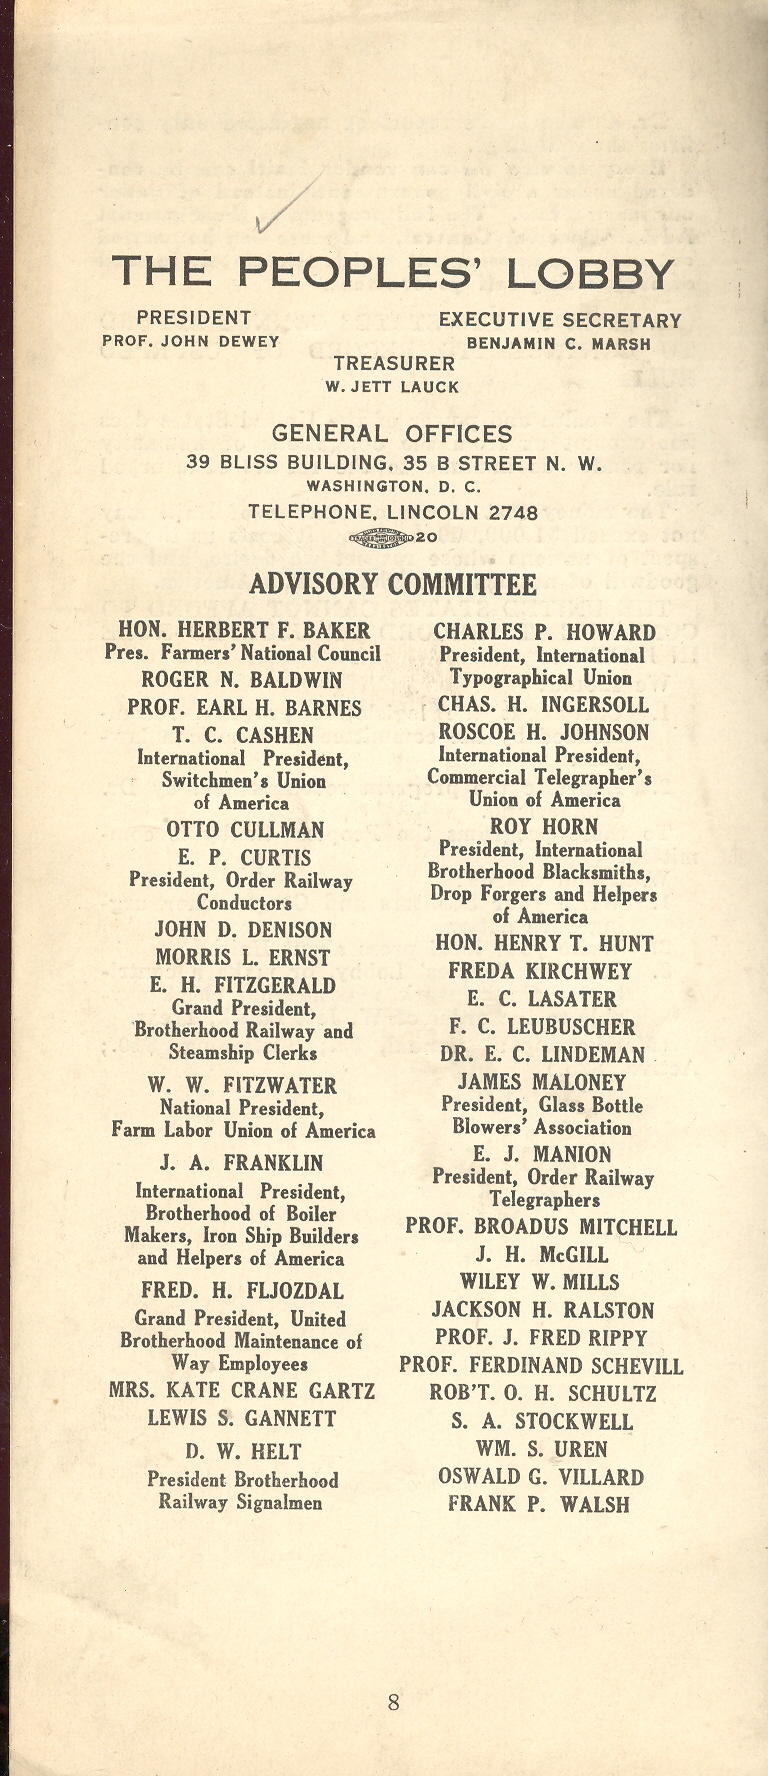 THE PEOPLES' LOBBY
PRESIDENT
PROF. JOHN DEWEY
EXECUTIVE SECRETARY
BENJAMIN C. MARSH
TREASURER
W. JETT LAUCK
GENERAL OFFICES
39 BLISS BUILDING, 35 B STREET N. W.
WASHINGTON, D. C.
TELEPHONE, LINCOLN 2748
20
ADVISORY COMMITTEE
HON. HERBERT F. BAKER
Pres. Farmers' National Council
ROGER N. BALDWIN
PROF. EARL H. BARNES
T. C. CASHEN
International President,
Switchmen's Union
of America
OTTO CULLMAN
E. P. CURTIS
President, Order Railway
Conductors
JOHN D. DENISON
MORRIS L. ERNST
E. H. FITZGERALD
Grand President,
Brotherhood Railway and
Steamship Clerks
W. W. FITZWATER
National President,
Farm Labor Union of America
J. A. FRANKLIN
International President,
Brotherhood of Boiler
Makers, Iron Ship Builders
and Helpers of America
FRED. H. FLJOZDAL
Grand President, United
Brotherhood Maintenance of
Way Employees
MRS. KATE CRANE GARTZ
LEWIS S. GANNETT
D. W. HELT
President Brotherhood
Railway Signalmen
CHARLES P. HOWARD
President, International
Typographical Union
CHAS. H. INGERSOLL
ROSCOE H. JOHNSON
International President,
Commercial Telegrapher's
Union of America
ROY HORN
President, International
Brotherhood Blacksmiths,
Drop Forgers and Helpers
of America
HON. HENRY T. HUNT
FREDA KIRCHWEY
E. C. LASATER
F. C. LEUBUSCHER
DR. E. C. LINDEMAN
JAMES MALONEY
President, Glass Bottle
Blowers' Association
E. J. MANION
President, Order Railway
Telegraphers
PROF. BROADUS MITCHELL
J. H. McGILL
WILEY W. MILLS
JACKSON H. RALSTON
PROF. J. FRED RIPPY
PROF. FERDINAND SCHEVILL
ROB'T. O. H. SCHULTZ
S. A. STOCKWELL
WM. S. UREN
OSWALD G. VILLARD
FRANK P. WALSH
8